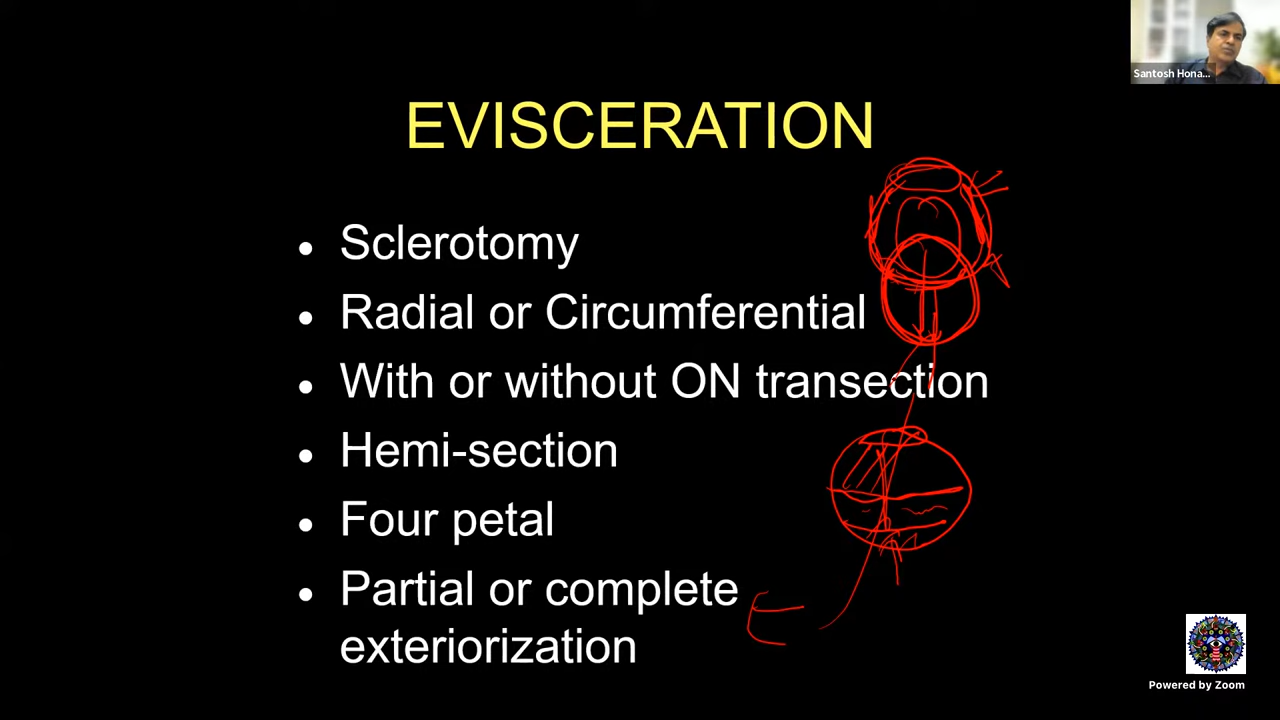 Santosh Hona...
EVISCERATION
• Sclerotomy
• Radial or Circumferential
• With or without ON transection
• Hemi-section
• Four petal
• Partial or complete
exteriorization
Powered by Zoom